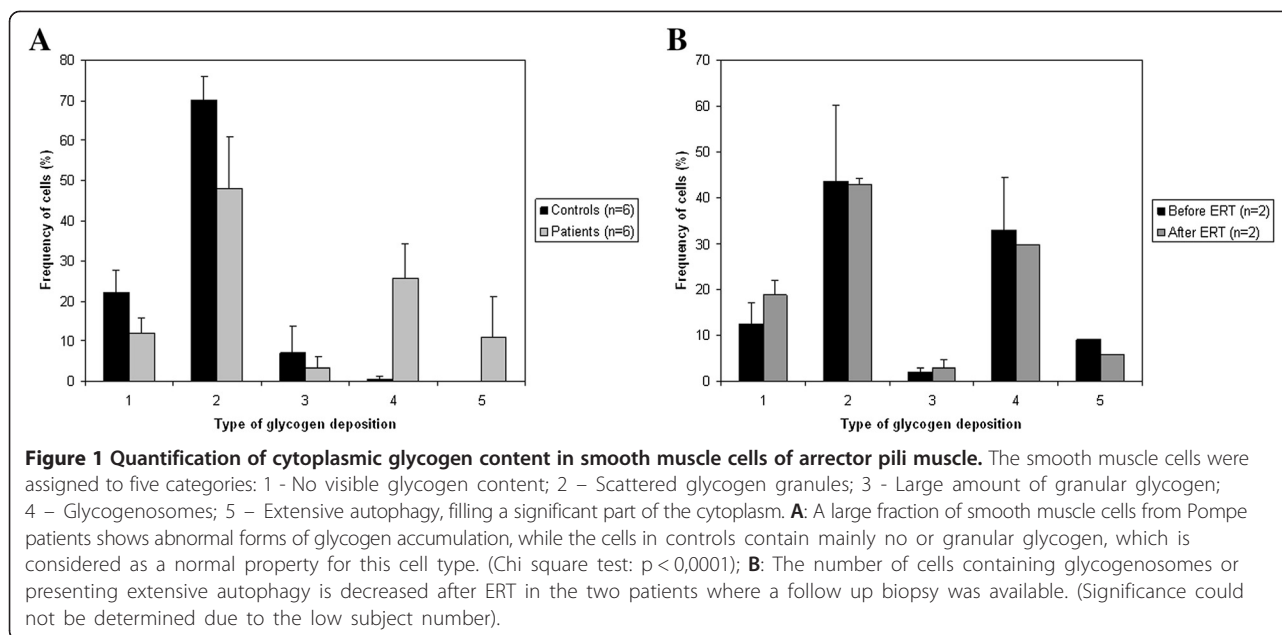 A
80
70
60
50
40
30
20
10
0
Frequency of cells (%)
1 2 3 4 5
Type of glycogen deposition
Controls (n=6)
Patients (n=6)
B
70
60
50
40
30
20
10
0
Frequency of cells (%)
1 2 3 4 5
Type of glycogen deposition
Before ERT (n=2)
After ERT (n=2)
Figure 1 Quantification of cytoplasmic glycogen content in smooth muscle cells of arrector pili muscle. The smooth muscle cells were
assigned to five categories: 1 - No visible glycogen content; 2 – Scattered glycogen granules; 3 - Large amount of granular glycogen;
4 – Glycogenosomes; 5 – Extensive autophagy, filling a significant part of the cytoplasm. A: A large fraction of smooth muscle cells from Pompe
patients shows abnormal forms of glycogen accumulation, while the cells in controls contain mainly no or granular glycogen, which is
considered as a normal property for this cell type. (Chi square test: p < 0,0001); B: The number of cells containing glycogenosomes or
presenting extensive autophagy is decreased after ERT in the two patients where a follow up biopsy was available. (Significance could
not be determined due to the low subject number).